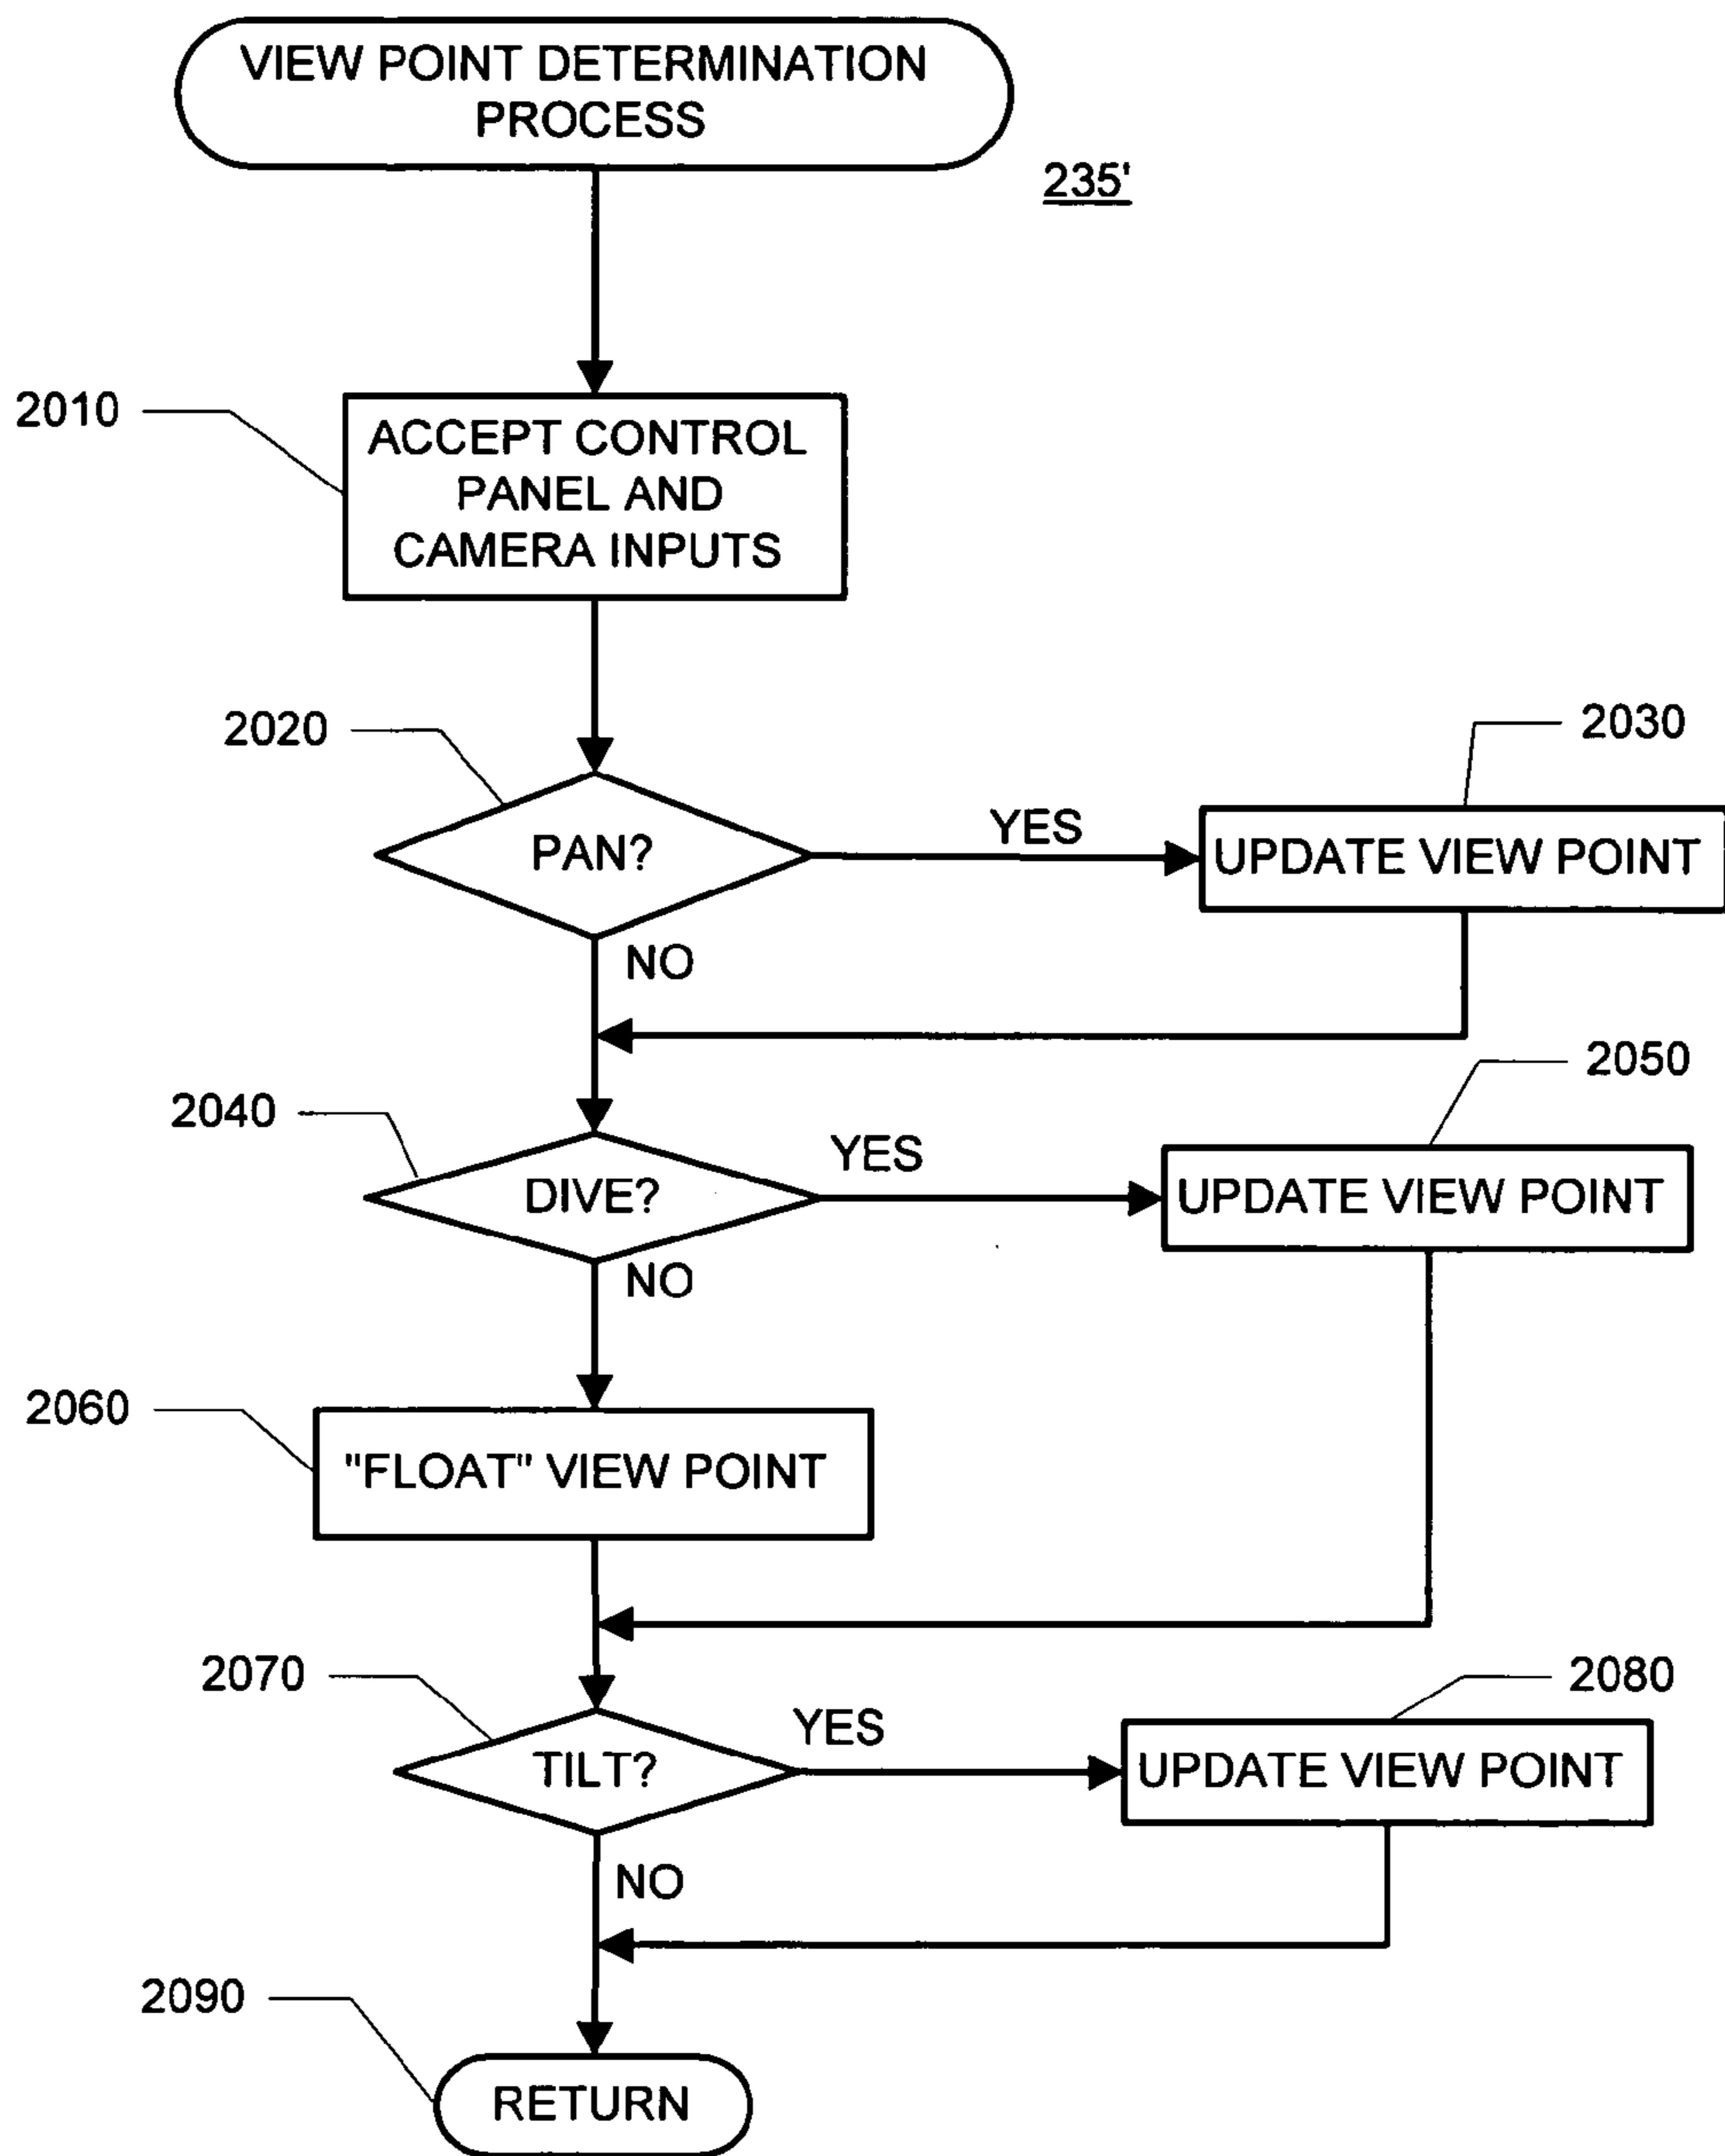 VIEW POINT DETERMINATION
PROCESS
235'
2010
ACCEPT CONTROL
PANEL AND
CAMERA INPUTS
2020
PAN?
YES
2030
UPDATE VIEW POINT
NO
2040
DIVE?
YES
2050
UPDATE VIEW POINT
NO
2060
"FLOAT" VIEW POINT
2070
TILT?
YES
2080
UPDATE VIEW POINT
NO
2090
RETURN